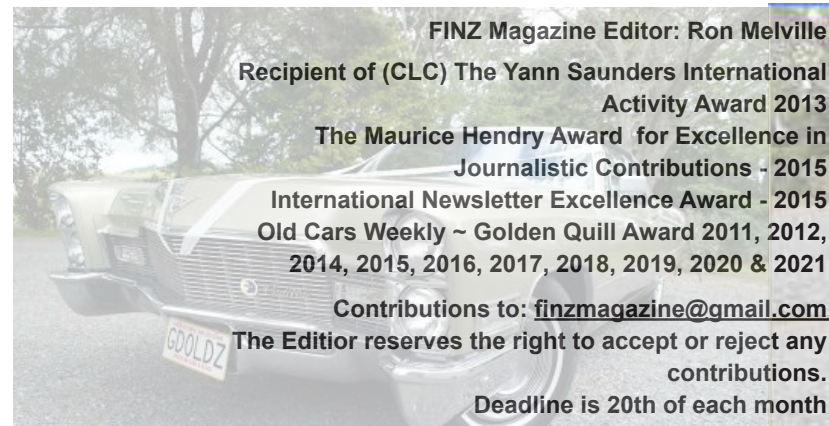 FINZ Magazine Editor: Ron Melville
Recipient of (CLC) The Yann Saunders International
Activity Award 2013
The Maurice Hendry Award for Excellence in
Journalistic Contributions - 2015
International Newsletter Excellence Award - 2015
Old Cars Weekly ~ Golden Quill Award 2011, 2012,
2014, 2015, 2016, 2017, 2018, 2019, 2020 & 2021
Contributions to: finzmagazine@gmail.com
The Editior reserves the right to accept or reject any
contributions.
Deadline is 20th of each month
GDOLDZ